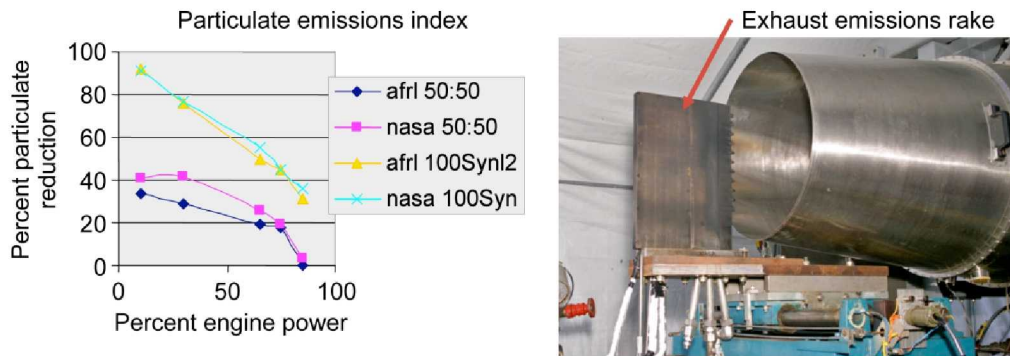 Particulate emissions index
Percent particulate
reduction
100
80
60
40
20
0
0
50
100
Percent engine power
afrl 50:50
nasa 50:50
afrl 100Synl2
nasa 100Syn
Exhaust emissions rake